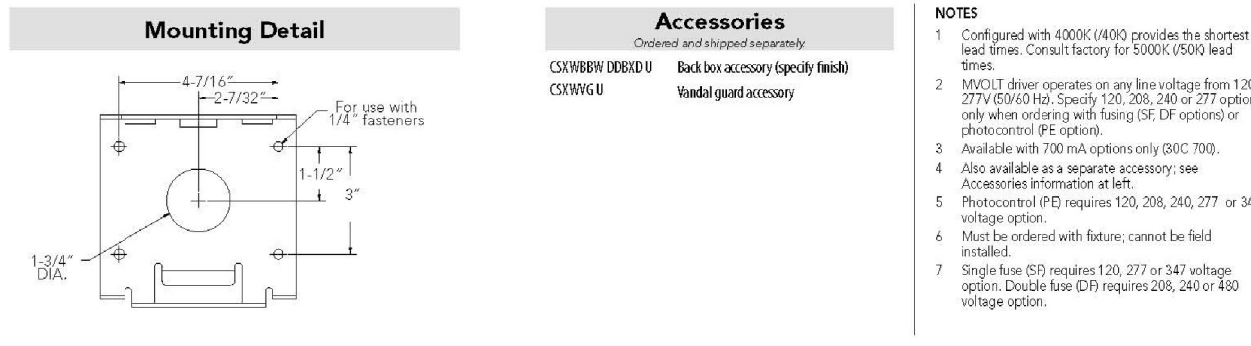 Mounting Detail
4-7/16"
2-7/32"
For use with
1/4" fasteners
1-1/2"
3"
1-3/4"
DIA.
Accessories
Ordered and shipped separately.
CSXWBBW DDBXD U Back box accessory (specify finish)
CSXWVG U Vandal guard accessory
NOTES
1 Configured with 4000K (/40K) provides the shortest
lead times. Consult factory for 5000K (/50K) lead
times.
2 MVOLT driver operates on any line voltage from 120
277V (50/60 Hz). Specify 120, 208, 240 or 277 option
only when ordering with fusing (SF, DF options) or
photocontrol (PE option).
3 Available with 700 mA options only (30C 700).
4 Also available as a separate accessory; see
Accessories information at left.
5 Photocontrol (PE) requires 120, 208, 240, 277 or 34
voltage option.
6 Must be ordered with fixture; cannot be field
installed.
7 Single fuse (SF) requires 120, 277 or 347 voltage
option. Double fuse (DF) requires 208, 240 or 480
voltage option.